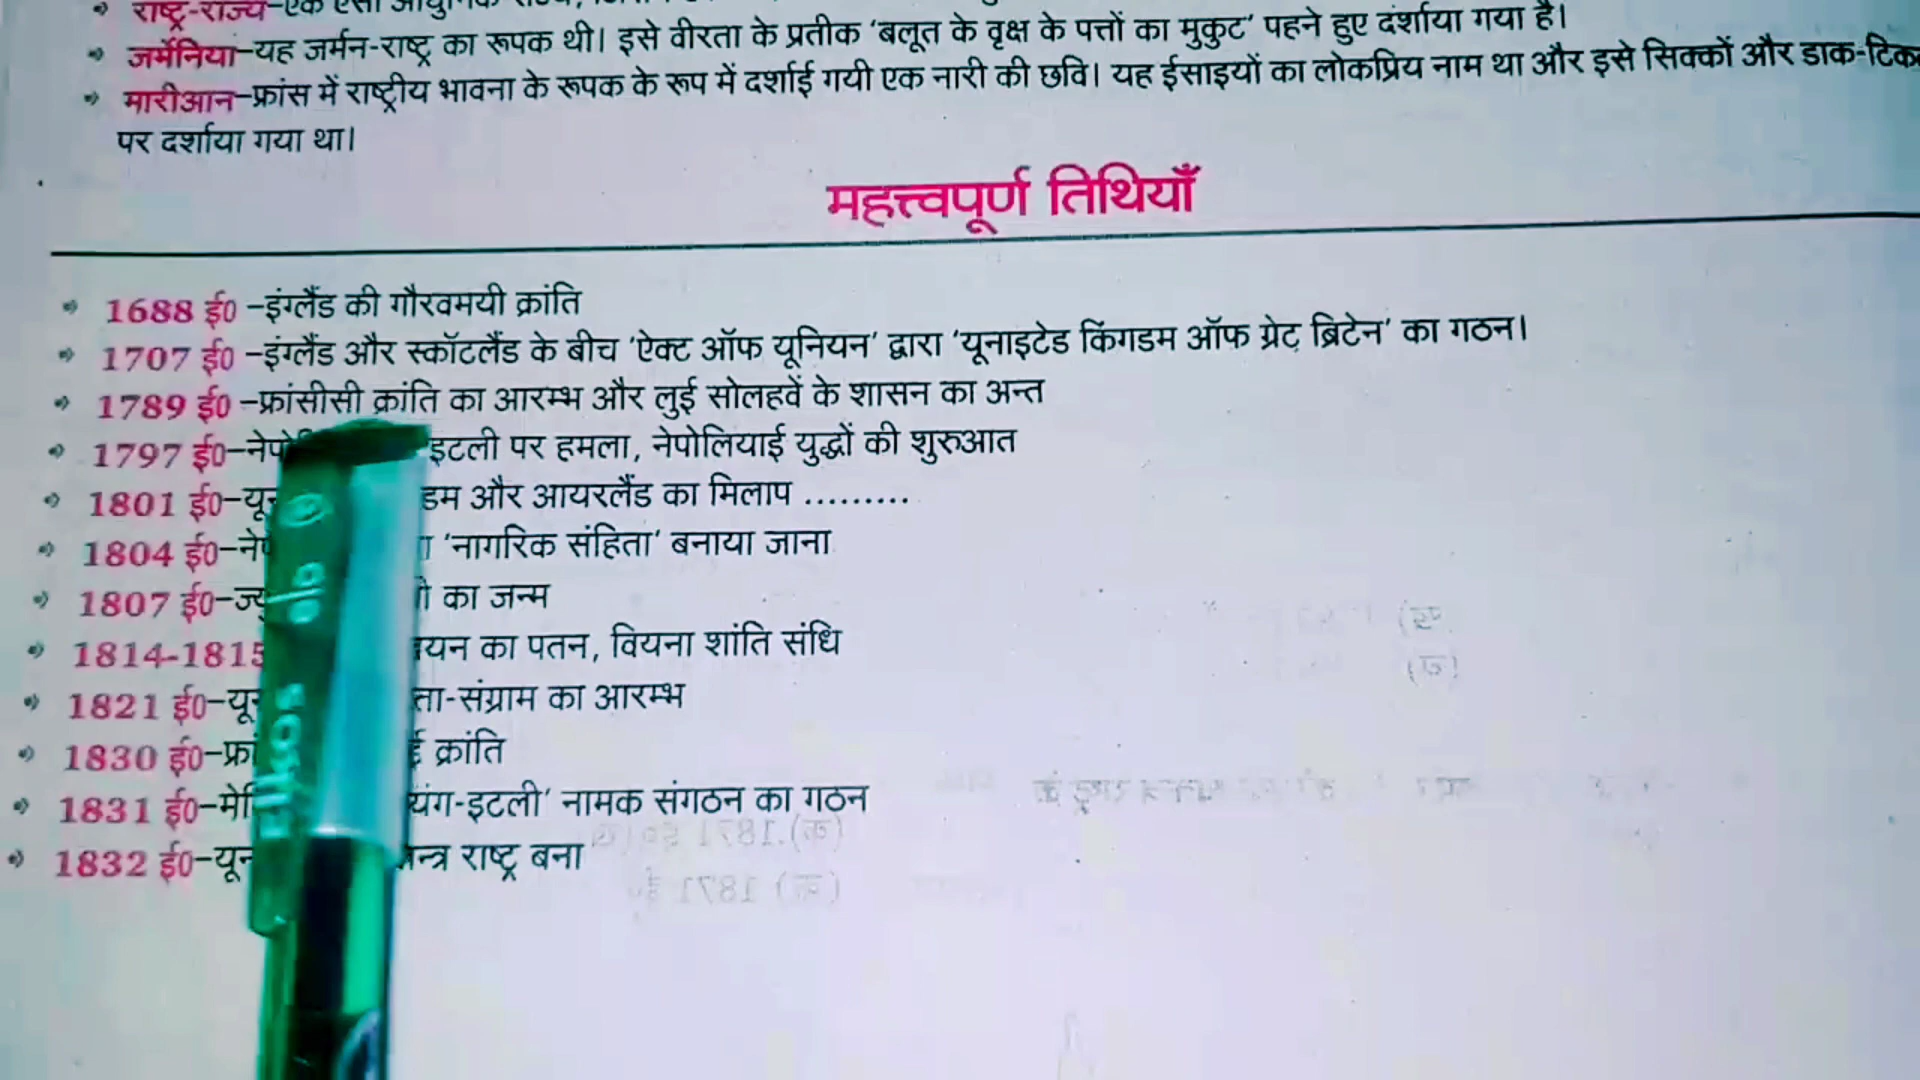 राष्ट्र-राज्य–एक ऐसा आधुनिक राज्य,
जर्मेनिया–यह जर्मन-राष्ट्र का रूपक थी। इसे वीरता के प्रतीक ‘बलूत के वृक्ष के पत्तों का मुकुट’ पहने हुए दर्शाया गया है।
मारीआन–फ्रांस में राष्ट्रीय भावना के रूपक के रूप में दर्शाई गयी एक नारी की छवि। यह ईसाइयों का लोकप्रिय नाम था और इसे सिक्कों और डाक-टिक
पर दर्शाया गया था।
महत्त्वपूर्ण तिथियाँ
1688 ई0 –इंग्लैंड की गौरवमयी क्रांति
1707 ई0 –इंग्लैंड और स्कॉटलैंड के बीच ‘ऐक्ट ऑफ यूनियन’ द्वारा ‘यूनाइटेड किंगडम ऑफ ग्रेट ब्रिटेन’ का गठन।
1789 ई0 –फ्रांसीसी क्रांति का आरम्भ और लुई सोलहवें के शासन का अन्त
1797 ई0–नेपो इटली पर हमला, नेपोलियाई युद्धों की शुरुआत
1801 ई0–यू डम और आयरलैंड का मिलाप .........
1804 ई0–ने ‘नागरिक संहिता’ बनाया जाना
1807 ई0–ज्यु का जन्म
1814-1815 यन का पतन, वियना शांति संधि
1821 ई0–यू ता-संग्राम का आरम्भ
1830 ई0–फ्रां ई क्रांति
1831 ई0–मे यंग-इटली’ नामक संगठन का गठन
1832 ई0–यू न्त्र राष्ट्र बना